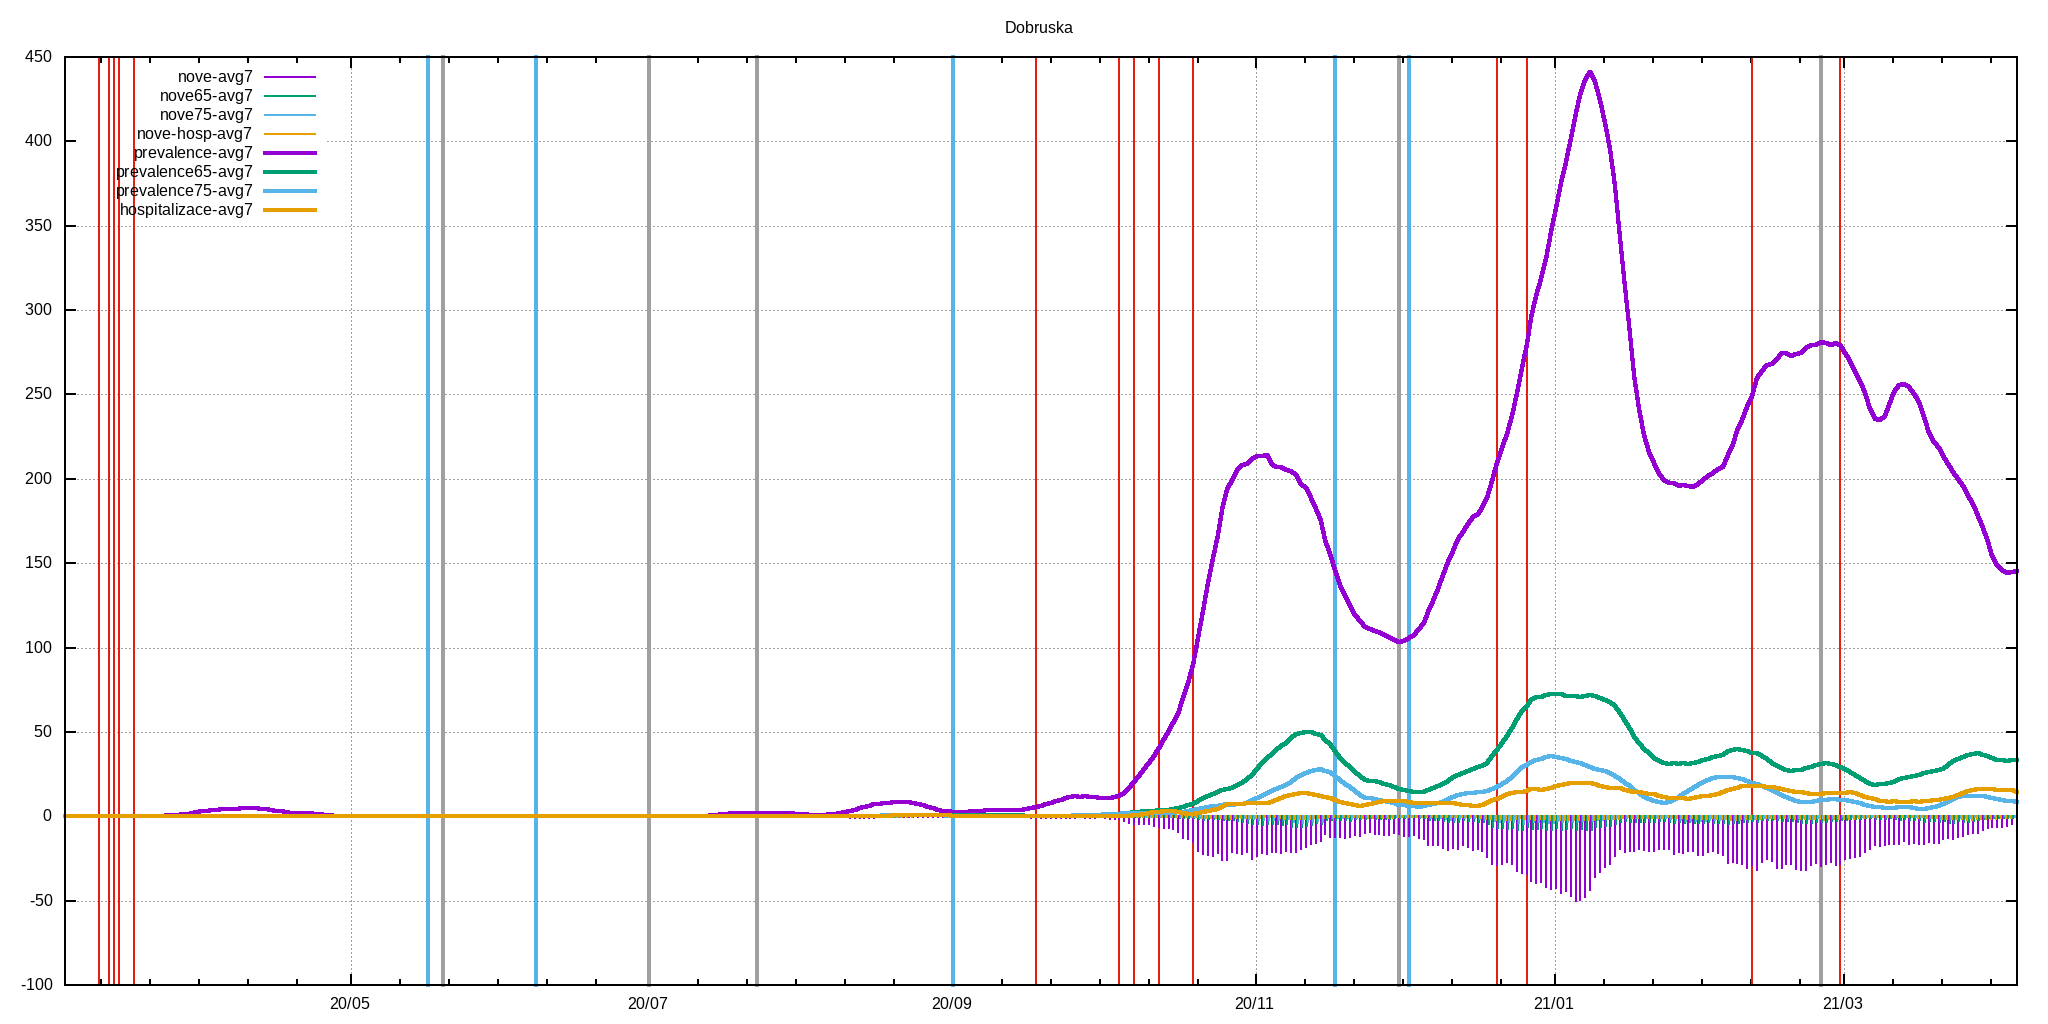 Dobruska
450
400
350
300
250
200
150
100
50
0
-50
-100
nove-avg7
nove65-avg7
nove75-avg7
nove-hosp-avg7
prevalence-avg7
prevalence65-avg7
prevalence75-avg7
hospitalizace-avg7
20/05
20/07
20/09
20/11
21/01
21/03